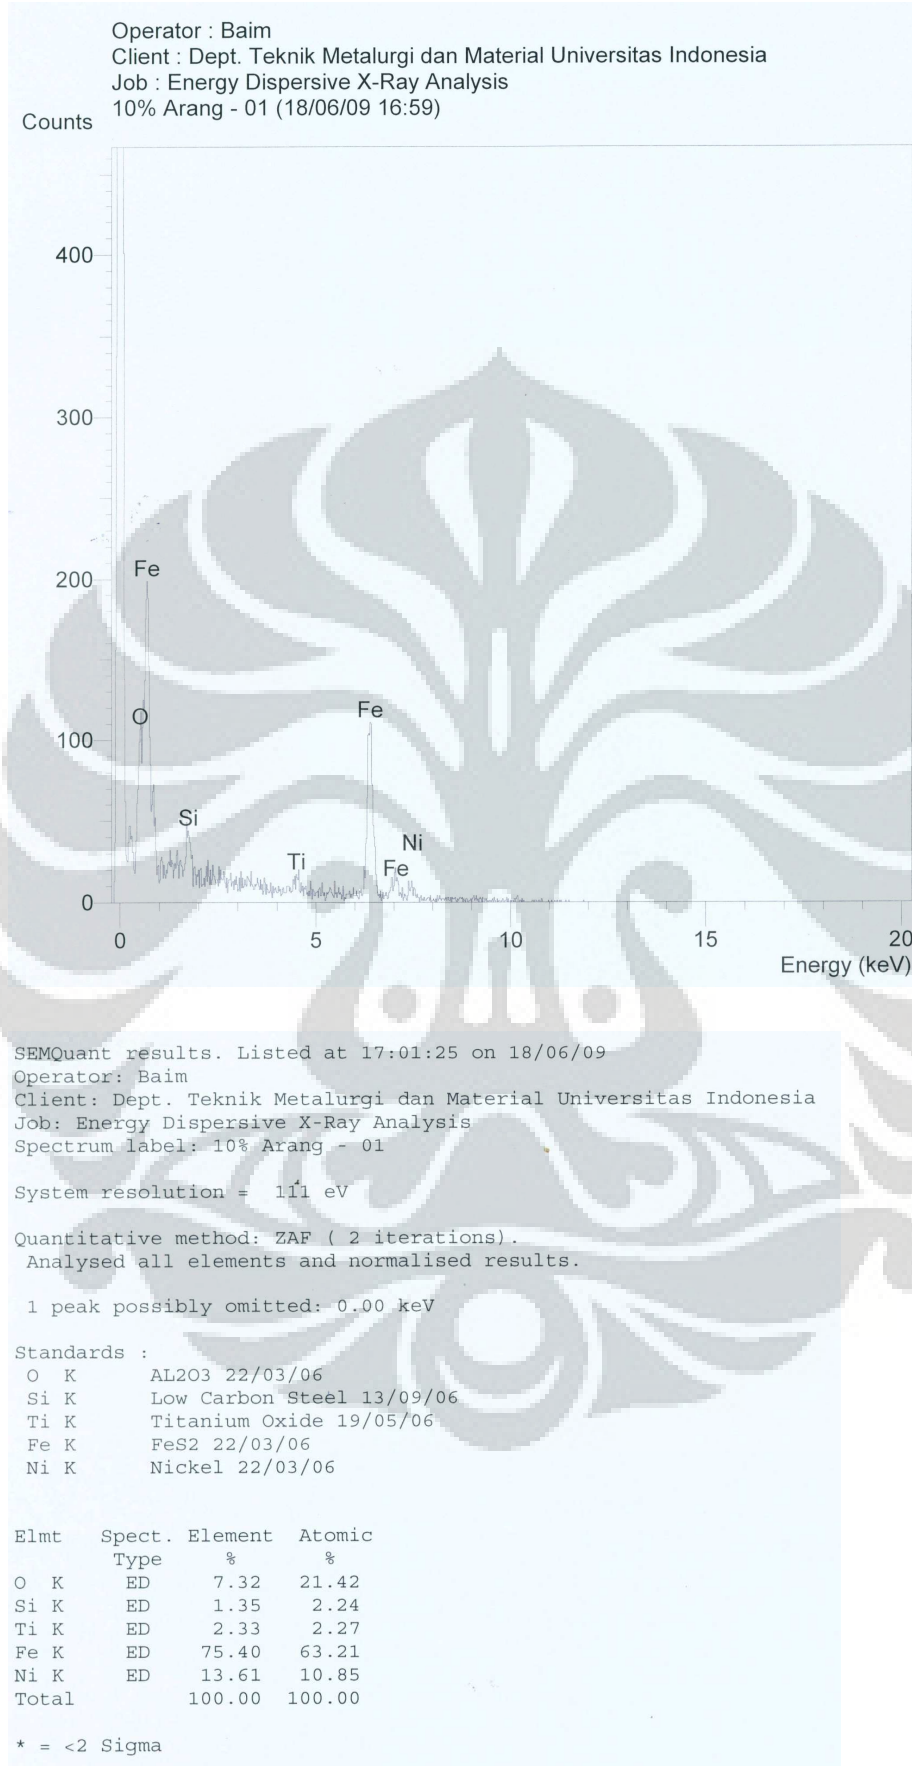 Operator : Baim
Client : Dept. Teknik Metalurgi dan Material Universitas Indonesia
Job : Energy Dispersive X-Ray Analysis
10% Arang - 01 (18/06/09 16:59)
Counts
400
300
200
100
0
Fe
O
Si
Ti
Fe
Fe
Ni
0 5 10 15 20
Energy (keV)
SEMQuant results. Listed at 17:01:25 on 18/06/09
Operator: Baim
Client: Dept. Teknik Metalurgi dan Material Universitas Indonesia
Job: Energy Dispersive X-Ray Analysis
Spectrum label: 10% Arang - 01
System resolution = 111 eV
Quantitative method: ZAF ( 2 iterations).
Analysed all elements and normalised results.
1 peak possibly omitted: 0.00 keV
Standards :
O K AL2O3 22/03/06
Si K Low Carbon Steel 13/09/06
Ti K Titanium Oxide 19/05/06
Fe K FeS2 22/03/06
Ni K Nickel 22/03/06
Elmt Spect. Element Atomic
Type % %
O K ED 7.32 21.42
Si K ED 1.35 2.24
Ti K ED 2.33 2.27
Fe K ED 75.40 63.21
Ni K ED 13.61 10.85
Total 100.00 100.00
* = <2 Sigma